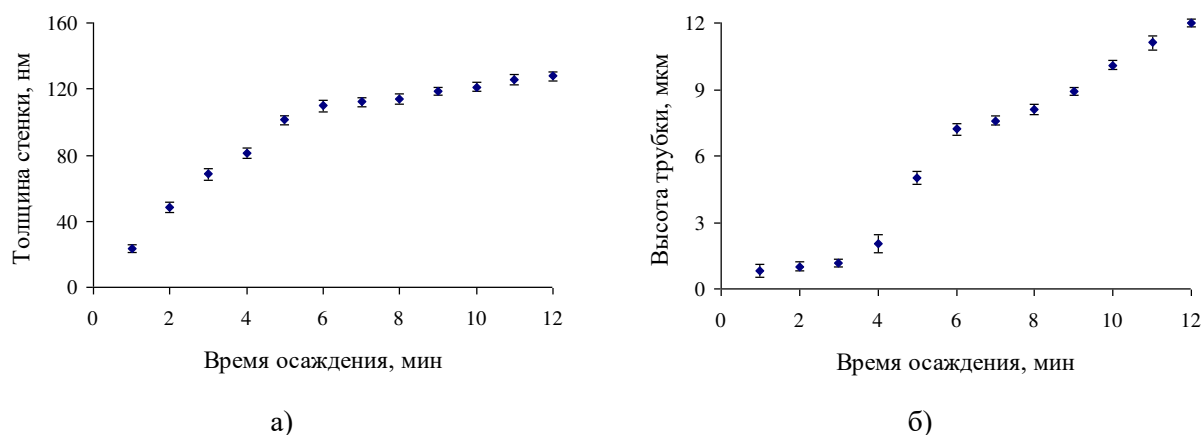 Толщина стенки, нм
160
120
80
40
0
0 2 4 6 8 10 12
Время осаждения, мин
а)
Высота трубки, мкм
12
9
6
3
0
0 2 4 6 8 10 12
Время осаждения, мин
б)